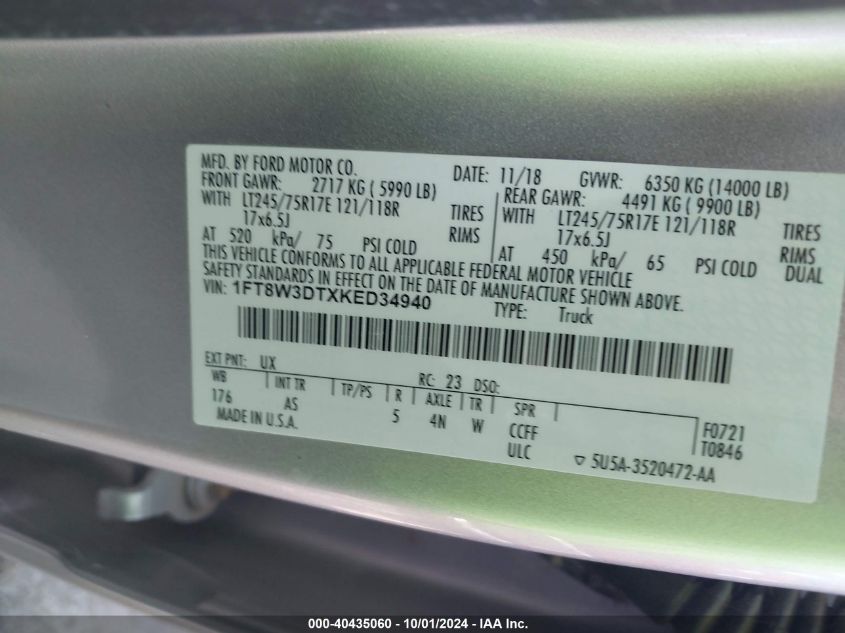 MFD. BY FORD MOTOR CO. DATE: 11/18 GVWR: 6350 KG (14000 LB)
FRONT GAWR: 2717 KG ( 5990 LB) REAR GAWR: 4491 KG ( 9900 LB)
WITH LT245/75R17E 121/118R TIRES WITH LT245/75R17E 121/118R TIRES
17x6.5J RIMS 17x6.5J RIMS
AT 520 kPa/ 75 PSI COLD AT 450 kPa/ 65 PSI COLD DUAL
THIS VEHICLE CONFORMS TO ALL APPLICABLE FEDERAL MOTOR VEHICLE
SAFETY STANDARDS IN EFFECT ON THE DATE OF MANUFACTURE SHOWN ABOVE.
VIN: 1FT8W3DTXKED34940 TYPE: Truck
EXT PNT: UX RC: 23 DSO:
WB INT TR TP/PS R AXLE TR SPR
176 AS 5 4N W CCFF F0721
MADE IN U.S.A. ULC T0846
5U5A-3520472-AA
000-40435060 - 10/01/2024 - IAA Inc.